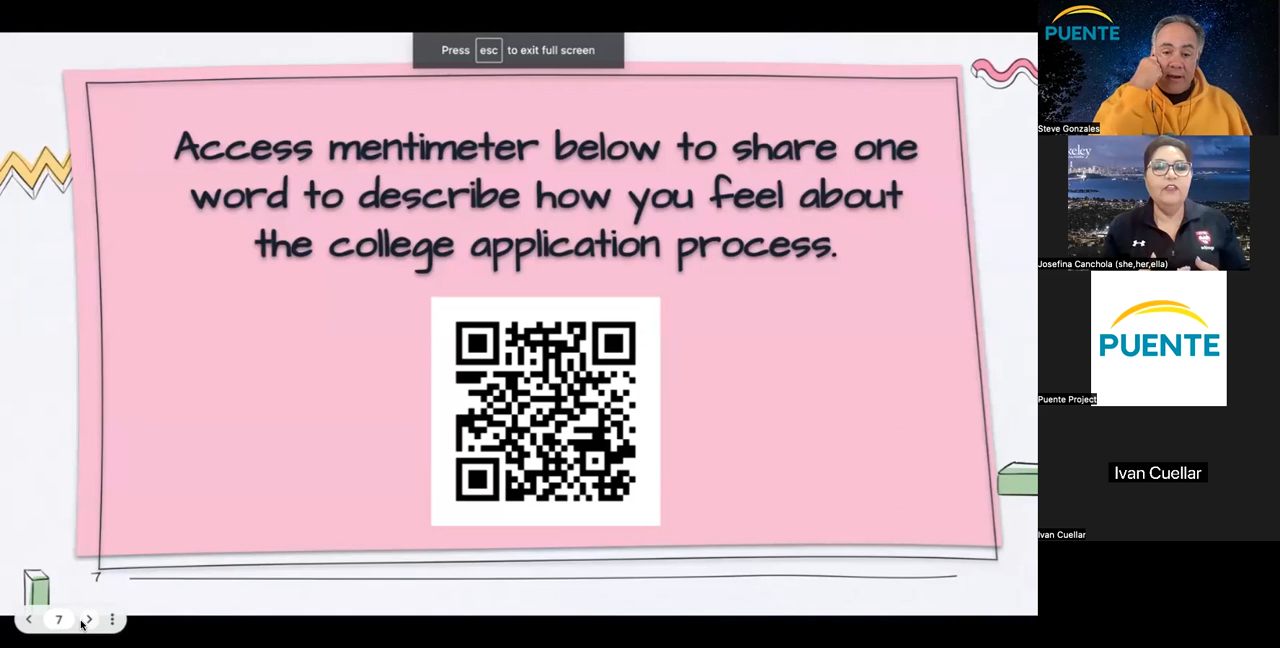 Press esc to exit full screen
Access mentimeter below to share one
word to describe how you feel about
the college application process.
7
7
PUENTE
Steve Gonzales
keley
Josefina Canchola (she,her,ella)
PUENTE
Puente Project
Ivan Cuellar
Ivan Cuellar